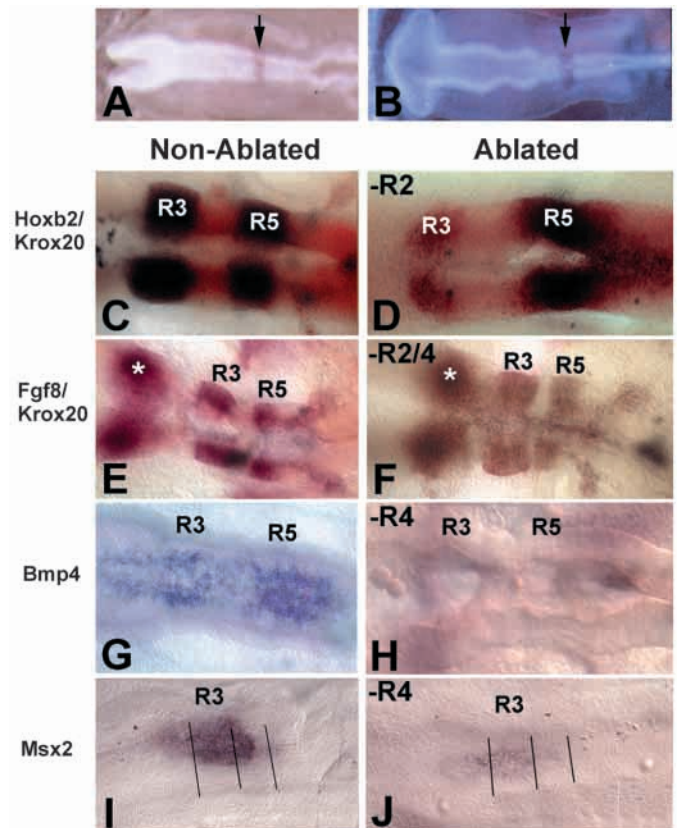 A
B
Non-Ablated
Ablated
Hoxb2/
Krox20
R3
R5
C
-R2
R3
R5
D
Fgf8/
Krox20
*
R3
R5
E
-R2/4
*
R3
R5
F
Bmp4
R3
R5
G
-R4
R3
R5
H
Msx2
R3
I
-R4
R3
J